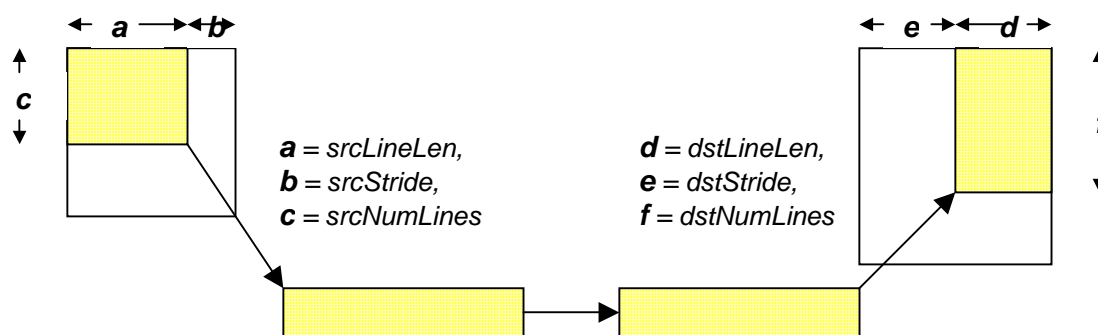 a b
c
e d
a = srcLineLen,
b = srcStride,
c = srcNumLines
d = dstLineLen,
e = dstStride,
f = dstNumLines